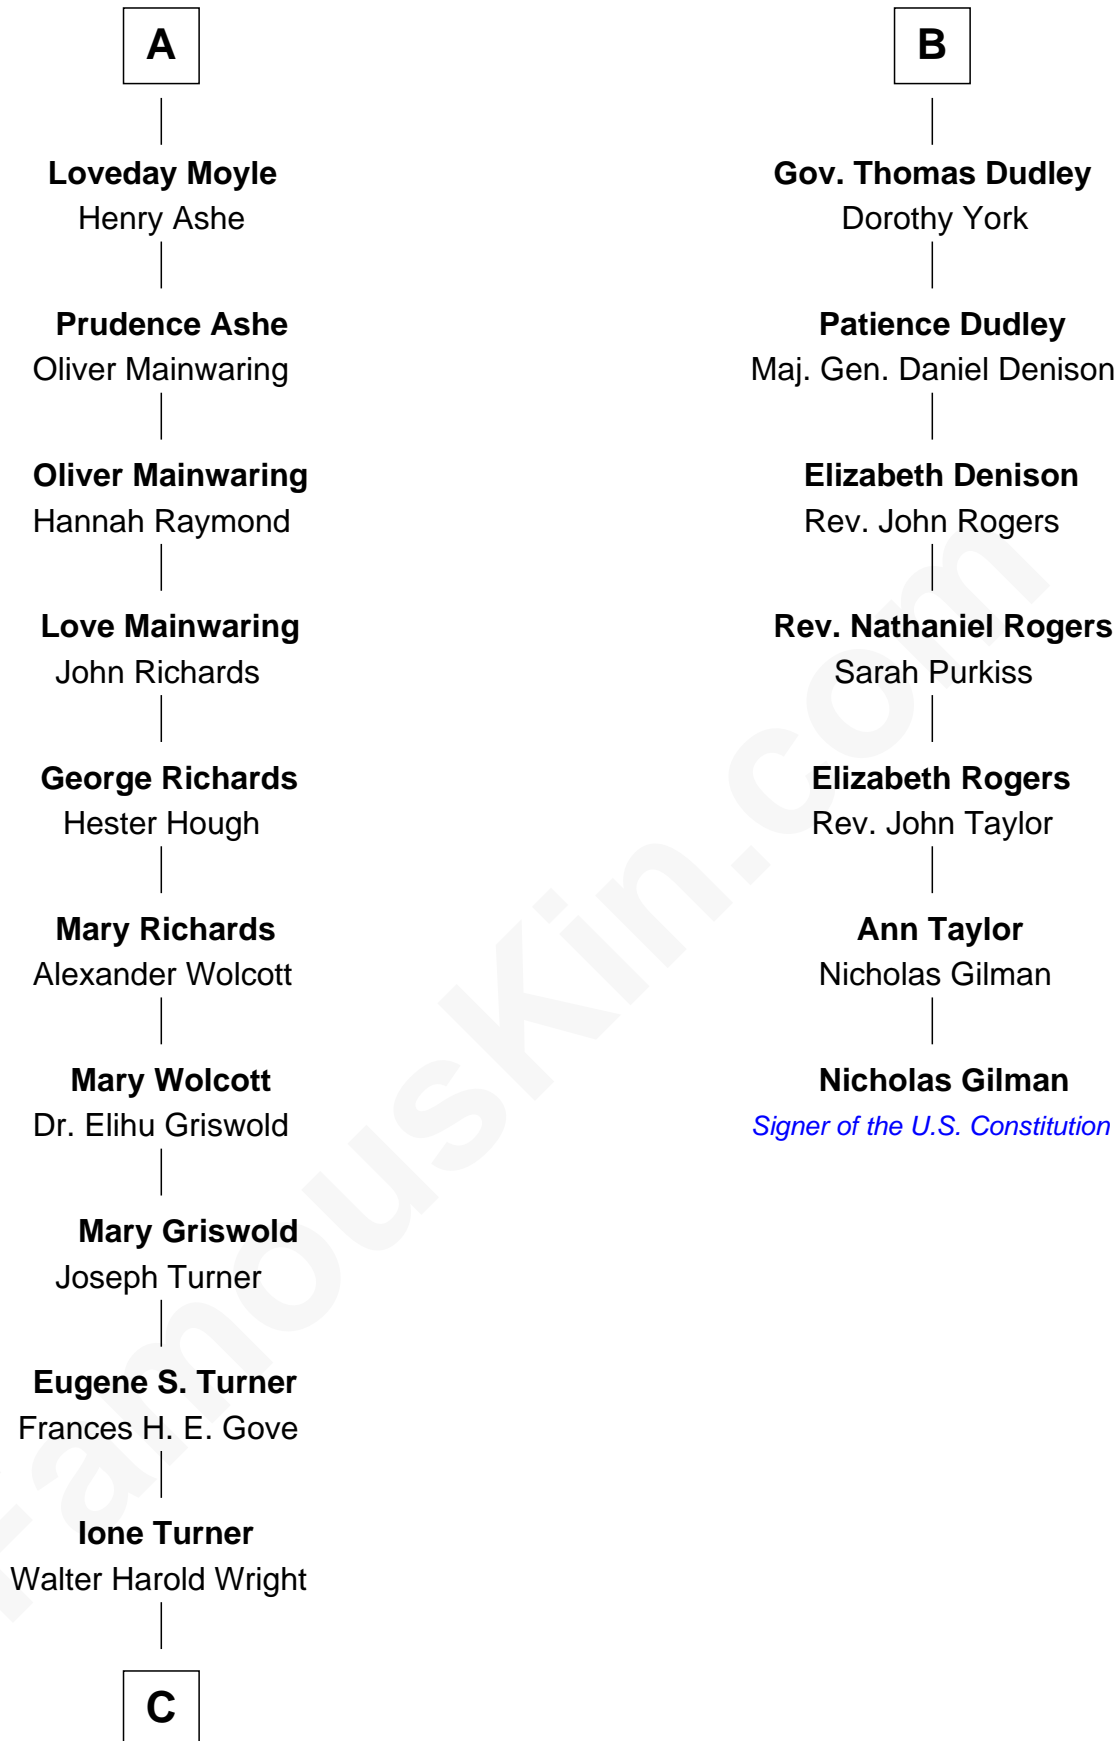 A
Loveday Moyle
Henry Ashe
Prudence Ashe
Oliver Mainwaring
Oliver Mainwaring
Hannah Raymond
Love Mainwaring
John Richards
George Richards
Hester Hough
Mary Richards
Alexander Wolcott
Mary Wolcott
Dr. Elihu Griswold
Mary Griswold
Joseph Turner
Eugene S. Turner
Frances H. E. Gove
Ione Turner
Walter Harold Wright
C
B
Gov. Thomas Dudley
Dorothy York
Patience Dudley
Maj. Gen. Daniel Denison
Elizabeth Denison
Rev. John Rogers
Rev. Nathaniel Rogers
Sarah Purkiss
Elizabeth Rogers
Rev. John Taylor
Ann Taylor
Nicholas Gilman
Nicholas Gilman
Signer of the U.S. Constitution
FamousKin.com